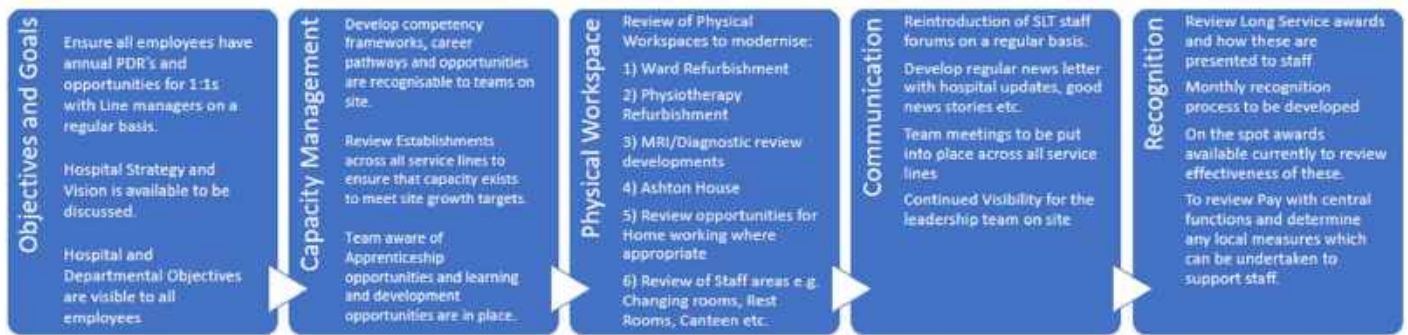 Objectives and Goals
Ensure all employees have
annual PDR's and
opportunities for 1:1s
with Line managers on a
regular basis.
Hospital Strategy and
Vision is available to be
discussed.
Hospital and
Departmental Objectives
are visible to all
employees
Capacity Management
Develop competency
frameworks, career
pathways and opportunities
are recognisable to teams on
site.
Review Establishments
across all service lines to
ensure that capacity exists
to meet site growth targets.
Team aware of
Apprenticeship
opportunities and learning
and development
opportunities are in place.
Physical Workspace
Review of Physical
Workspaces to modernise:
1) Ward Refurbishment
2) Physiotherapy
Refurbishment
3) MRI/Diagnostic review
developments
4) Ashton House
5) Review opportunities for
Home working where
appropriate
6) Review of Staff areas e.g.
Changing rooms, Rest
Rooms, Canteen etc.
Communication
Reintroduction of SLT staff
forums on a regular basis.
Develop regular news letter
with hospital updates, good
news stories etc.
Team meetings to be put
into place across all service
lines
Continued Visibility for the
leadership team on site
Recognition
Review Long Service awards
and how these are
presented to staff
Monthly recognition
process to be developed
On the spot awards
available currently to review
effectiveness of these.
To review Pay with central
functions and determine
any local measures which
can be undertaken to
support staff.